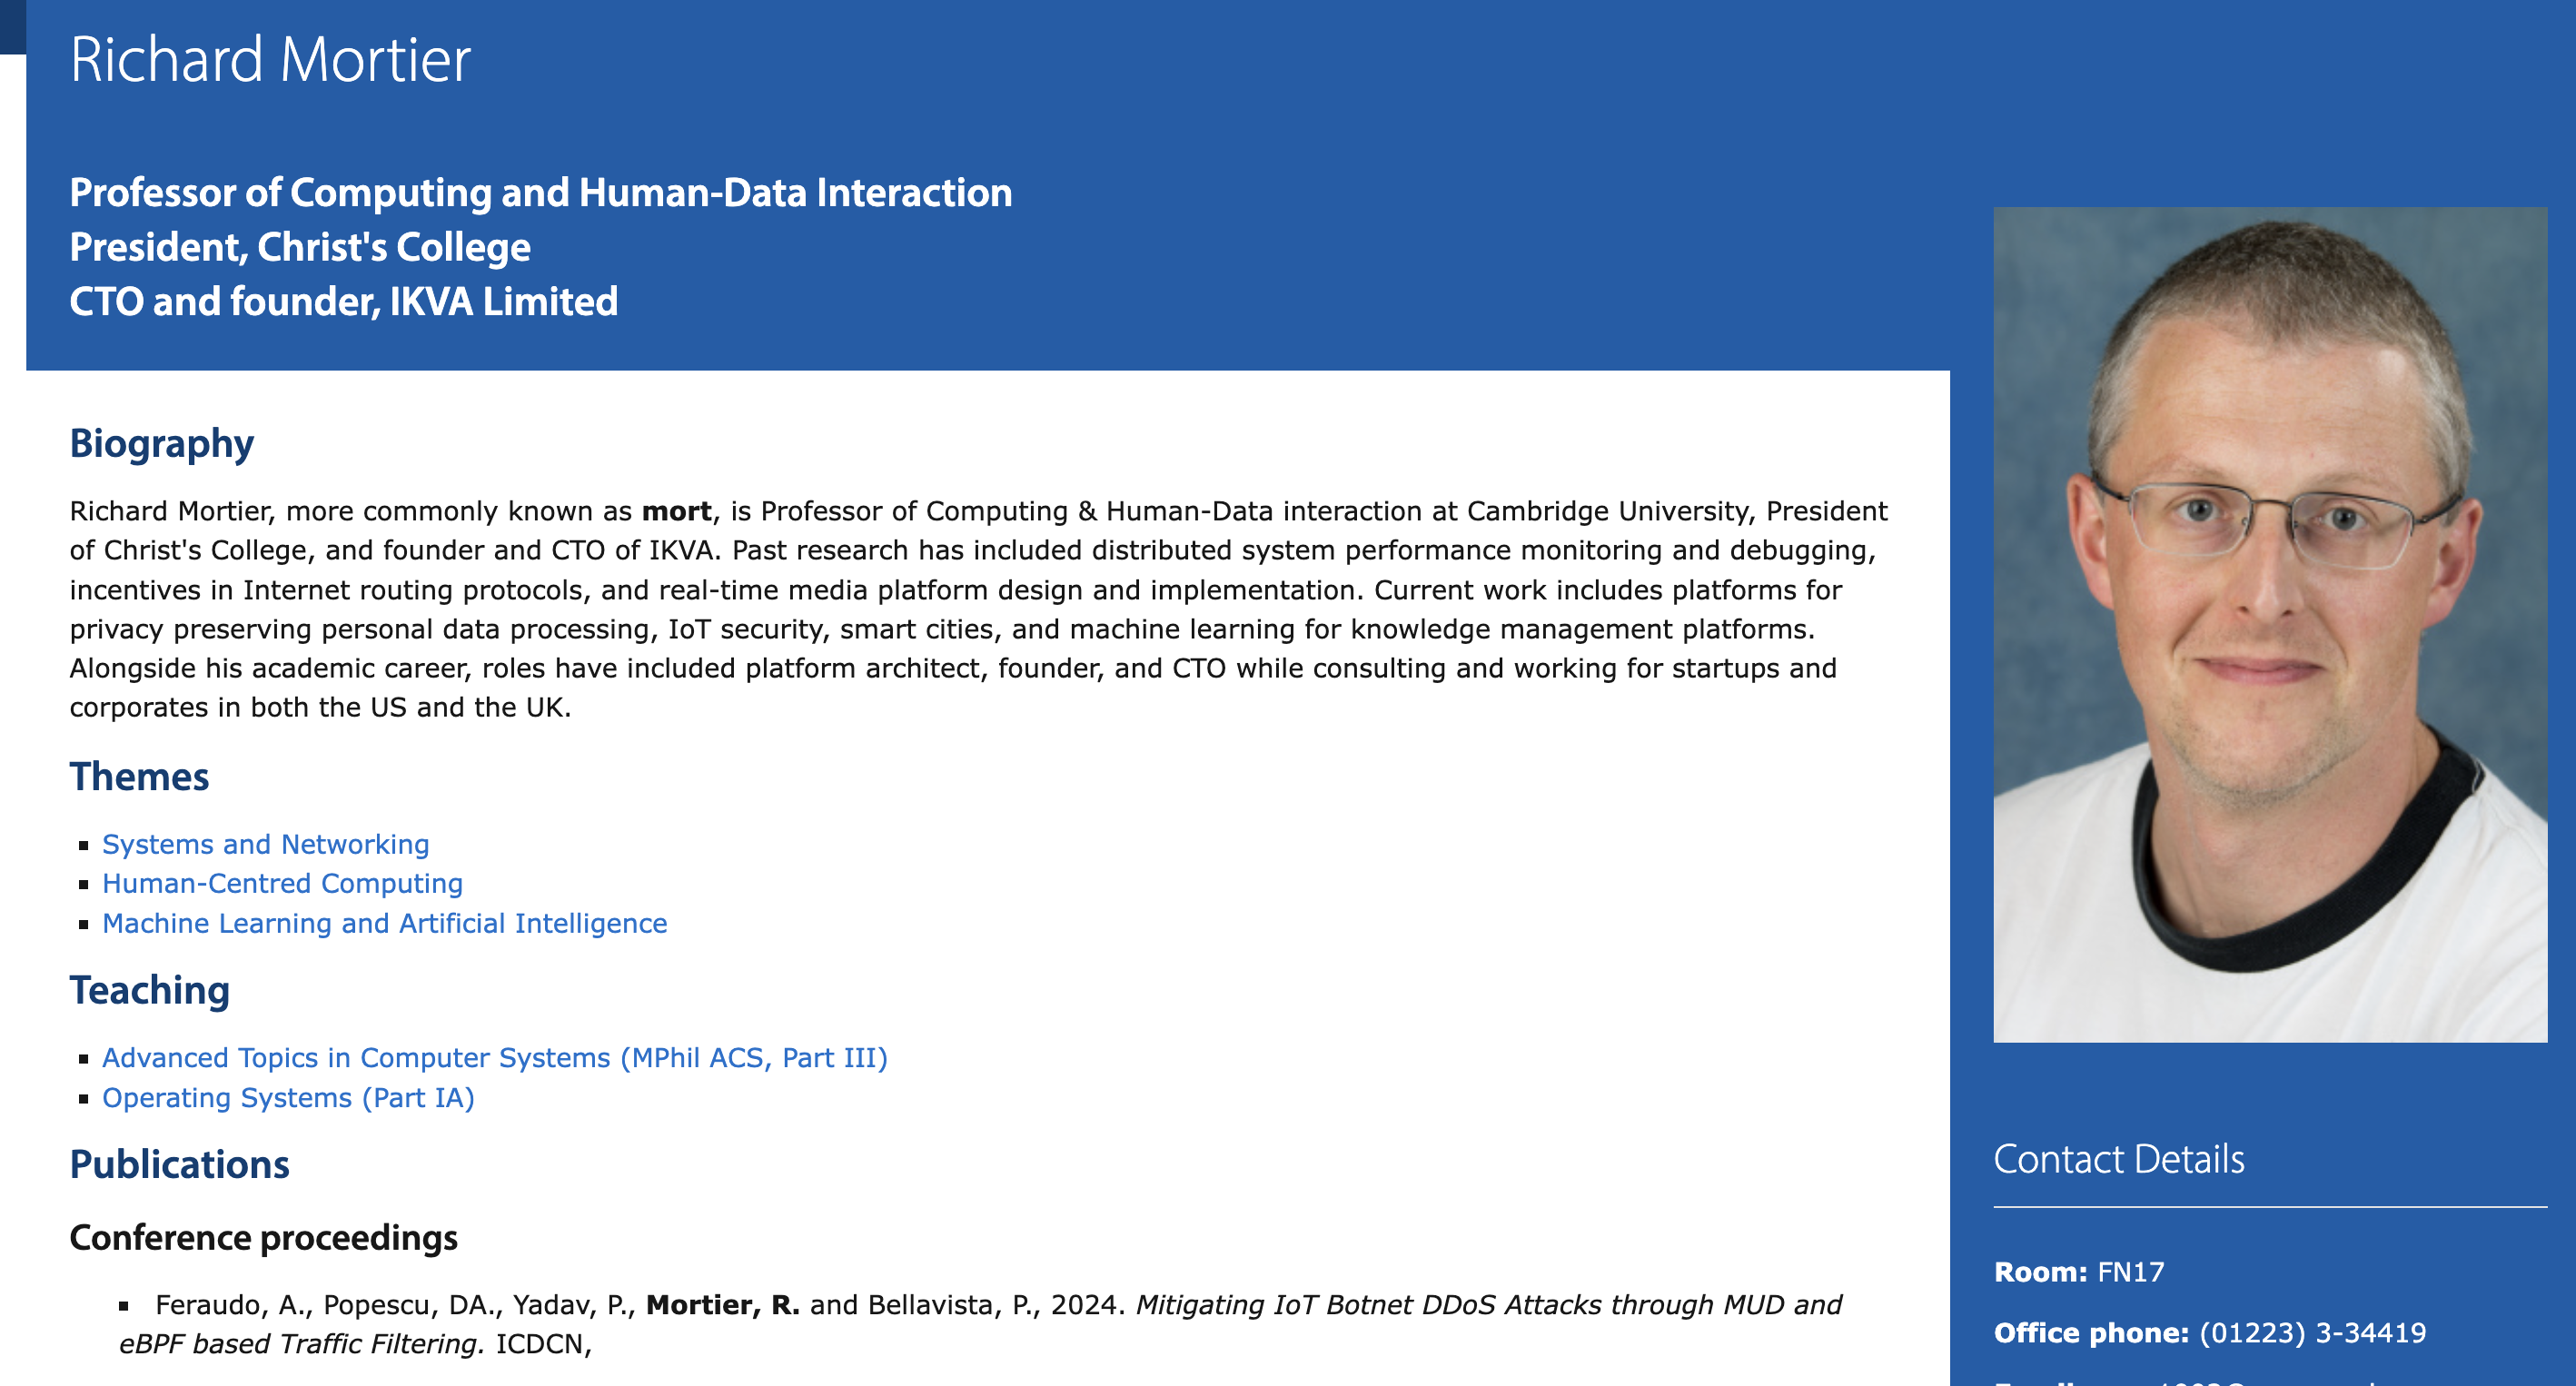 Richard Mortier
Professor of Computing and Human-Data Interaction
President, Christ's College
CTO and founder, IKVA Limited
Biography
Richard Mortier, more commonly known as mort, is Professor of Computing & Human-Data interaction at Cambridge University, President
of Christ's College, and founder and CTO of IKVA. Past research has included distributed system performance monitoring and debugging,
incentives in Internet routing protocols, and real-time media platform design and implementation. Current work includes platforms for
privacy preserving personal data processing, IoT security, smart cities, and machine learning for knowledge management platforms.
Alongside his academic career, roles have included platform architect, founder, and CTO while consulting and working for startups and
corporates in both the US and the UK.
Themes
Systems and Networking
Human-Centred Computing
Machine Learning and Artificial Intelligence
Teaching
Advanced Topics in Computer Systems (MPhil ACS, Part III)
Operating Systems (Part IA)
Publications
Conference proceedings
Feraudo, A., Popescu, DA., Yadav, P., Mortier, R. and Bellavista, P., 2024. Mitigating IoT Botnet DDoS Attacks through MUD and
eBPF based Traffic Filtering. ICDCN,
Contact Details
Room: FN17
Office phone: (01223) 3-34419